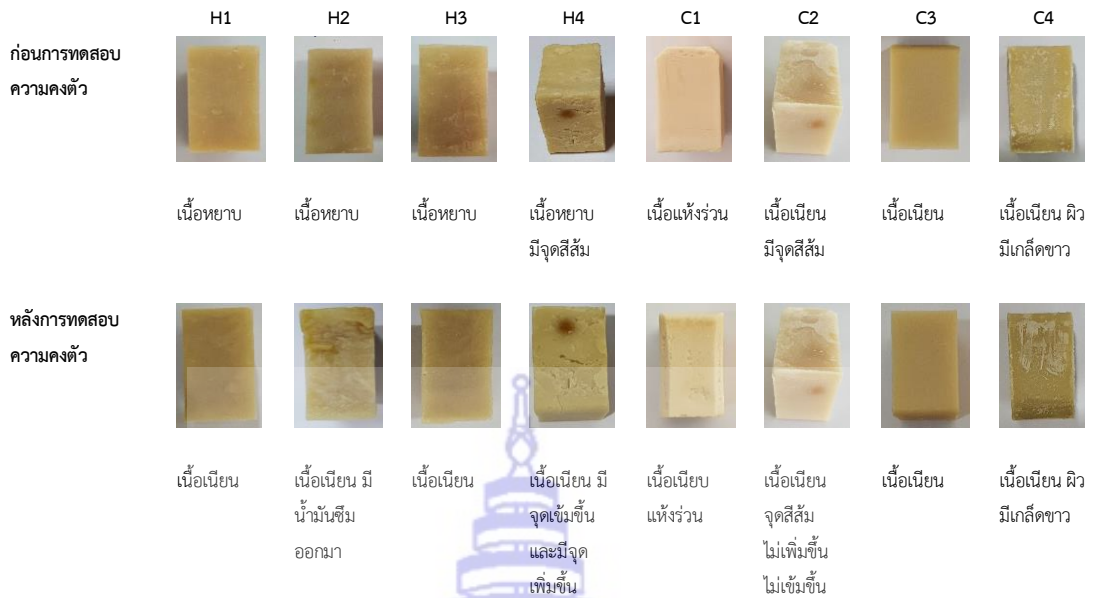 H1 H2 H3 H4 C1 C2 C3 C4
ก่อนการทดสอบ
ความคงตัว
เนื้อหยาบ เนื้อหยาบ เนื้อหยาบ เนื้อหยาบ เนื้อแห้งร่วน เนื้อเนียน เนื้อเนียน เนื้อเนียน ผิว
มีจุดสีส้ม มีจุดสีส้ม มีเกล็ดขาว
หลังการทดสอบ
ความคงตัว
เนื้อเนียน เนื้อเนียน มี เนื้อเนียน เนื้อเนียน มี เนื้อเนียบ เนื้อเนียน เนื้อเนียน เนื้อเนียน ผิว
น้ำมันซึม จุดเข้มขึ้น แห้งร่วน จุดสีส้ม มีเกล็ดขาว
ออกมา และมีจุด ไม่เพิ่มขึ้น
เพิ่มขึ้น ไม่เข้มขึ้น